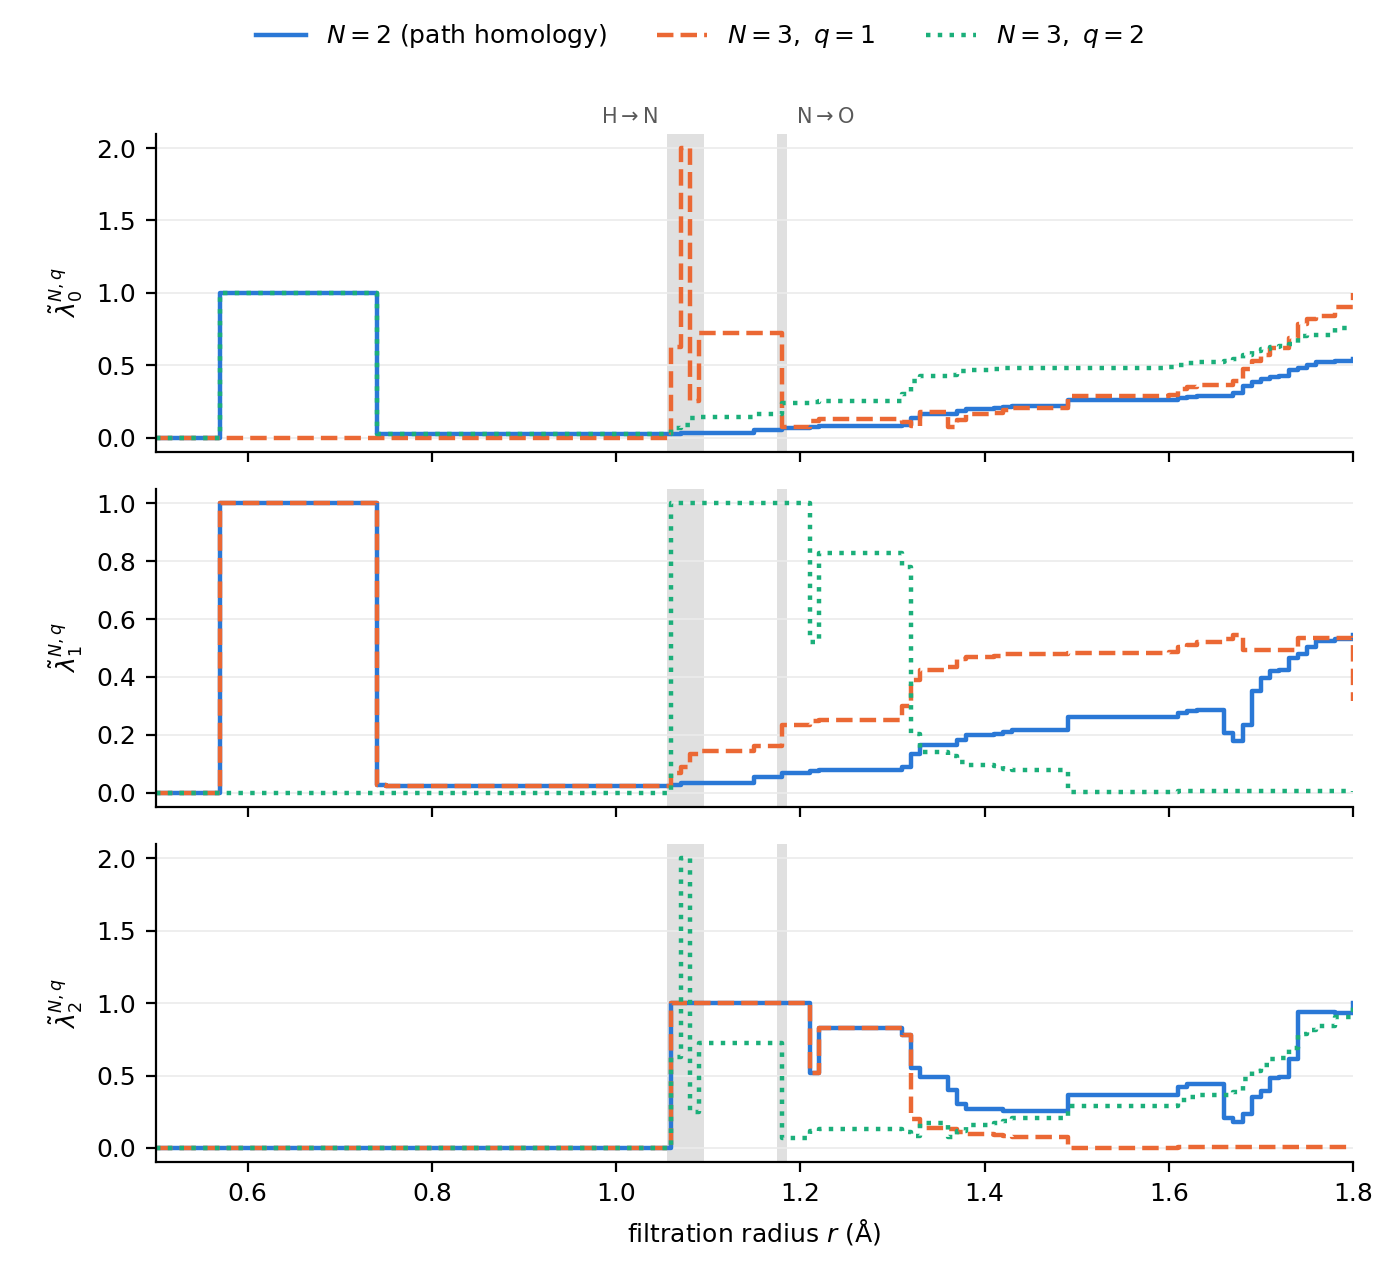 N = 2 (path homology)   N = 3, q = 1   N = 3, q = 2
H→N   N→O
2.0
1.5
1.0
0.5
0.0
λ̃₀^{N,q}
1.0
0.8
0.6
0.4
0.2
0.0
λ̃₁^{N,q}
2.0
1.5
1.0
0.5
0.0
λ̃₂^{N,q}
0.6   0.8   1.0   1.2   1.4   1.6   1.8
filtration radius r (Å)